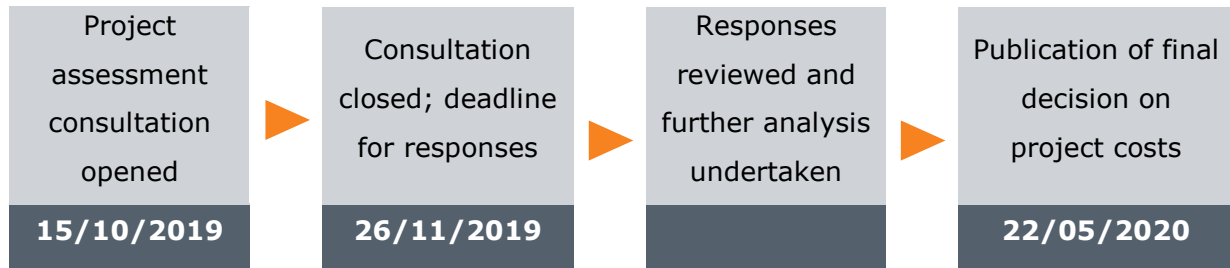 Project
assessment
consultation
opened
15/10/2019
Consultation
closed; deadline
for responses
26/11/2019
Responses
reviewed and
further analysis
undertaken
Publication of final
decision on
project costs
22/05/2020